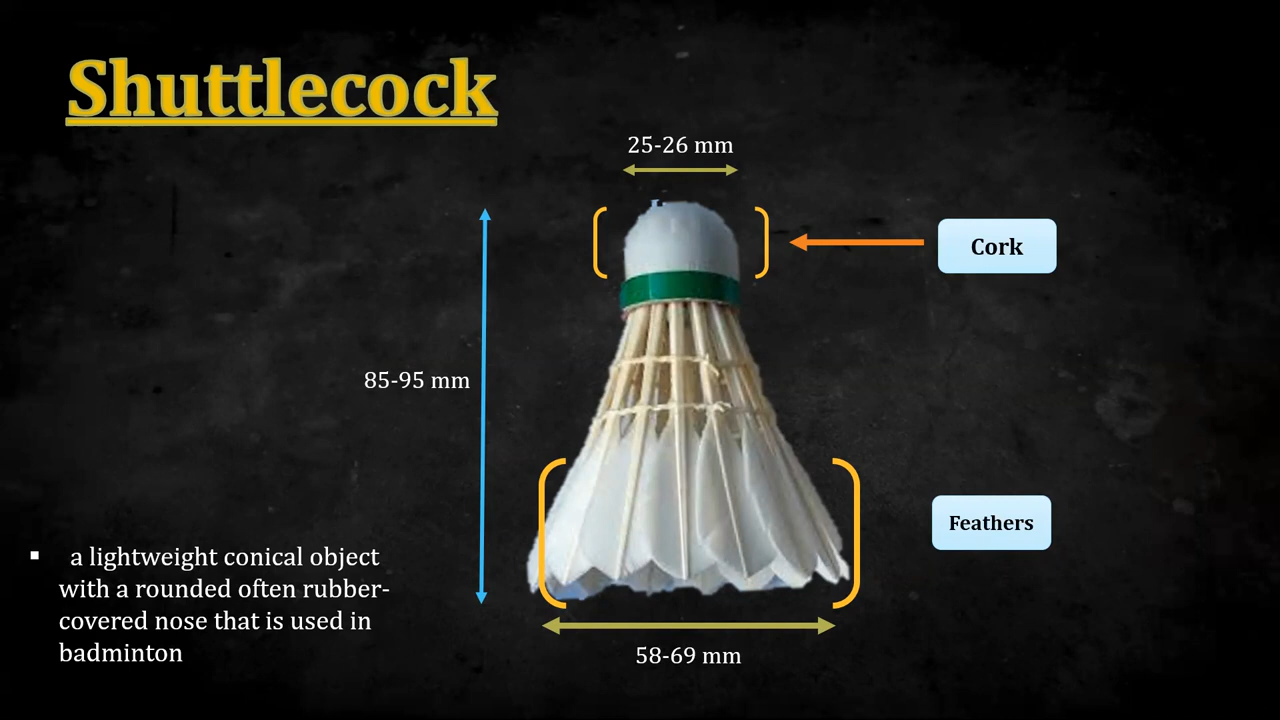 Shuttlecock
25-26 mm
Cork
85-95 mm
Feathers
▪ a lightweight conical object
with a rounded often rubber-
covered nose that is used in
badminton
58-69 mm